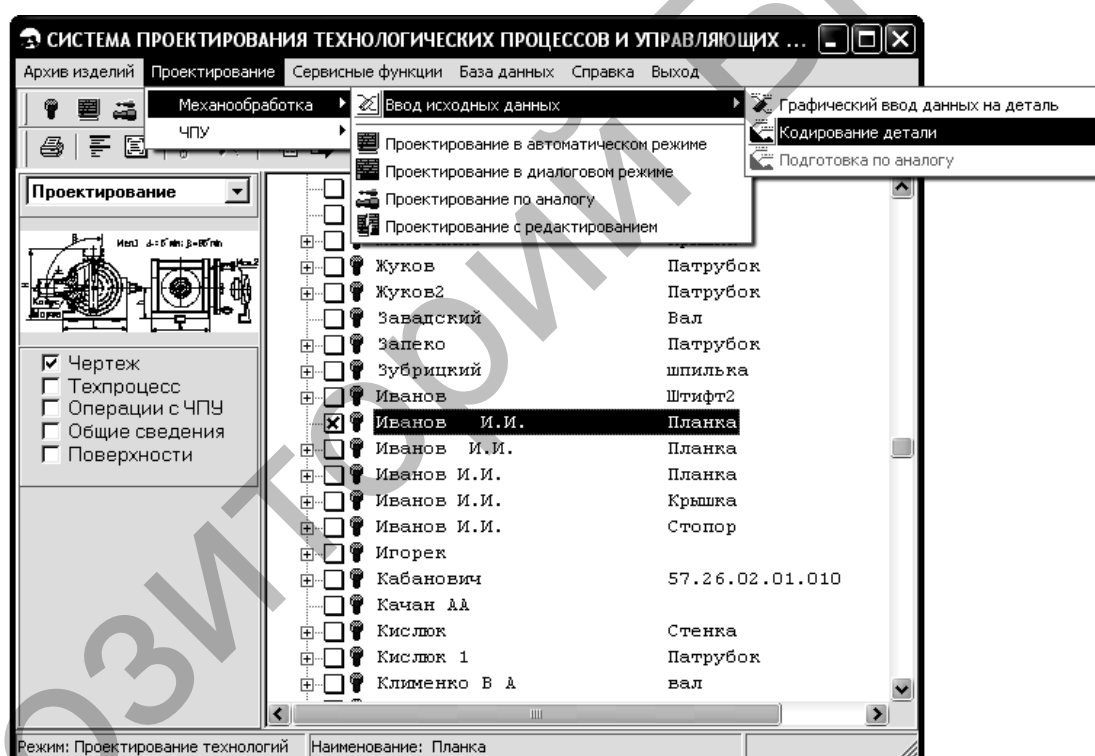 СИСТЕМА ПРОЕКТИРОВАНИЯ ТЕХНОЛОГИЧЕСКИХ ПРОЦЕССОВ И УПРАВЛЯЮЩИХ ...
Архив изделий Проектирование Сервисные функции База данных Справка Выход
Механообработка
ЧПУ
Ввод исходных данных
Проектирование в автоматическом режиме
Проектирование в диалоговом режиме
Проектирование по аналогу
Проектирование с редактированием
Графический ввод данных на деталь
Кодирование детали
Подготовка по аналогу
Проектирование
Чертеж
Техпроцесс
Операции с ЧПУ
Общие сведения
Поверхности
Жуков Патрубок
Жуков2 Патрубок
Завадский Вал
Запеко Патрубок
Зубрицкий шпилька
Иванов Штифт2
Иванов И.И. Планка
Иванов И.И. Планка
Иванов И.И. Планка
Иванов И.И. Крышка
Иванов И.И. Стопор
Игорек
Кабанович 57.26.02.01.010
Качан АА
Кислюк Стенка
Кислюк 1 Патрубок
Клименко В А вал
Режим: Проектирование технологий Наименование: Планка